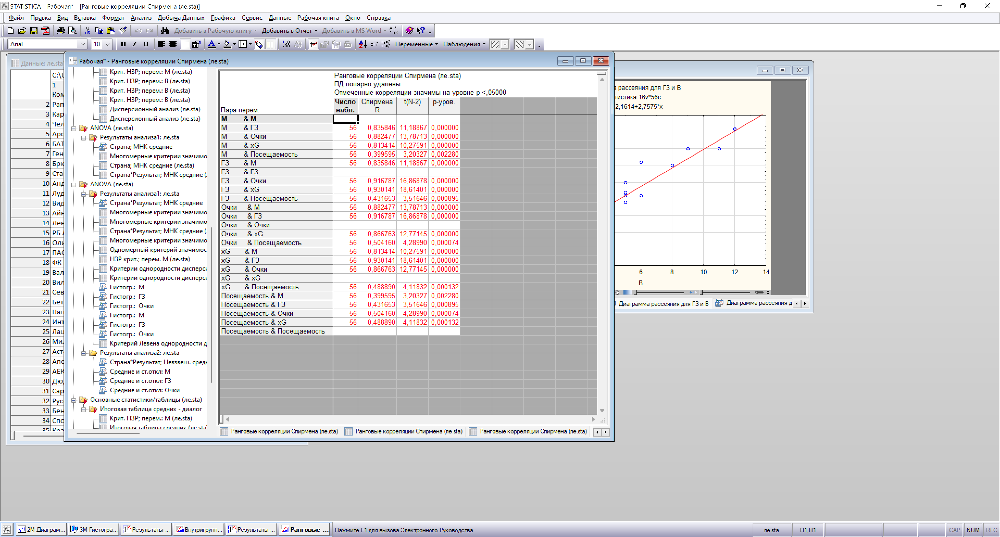 STATISTICA - Рабочая* - [Ранговые корреляции Спирмена (ле.sta)]
Файл Правка Вид Вставка Формат Анализ Добыча Данных Графика Сервис Данные Рабочая книга Окно Справка
Добавить в Рабочую книгу Добавить в Отчет Добавить в MS Word
Arial 10 B I U Переменные Наблюдения
Данные: ле.sta
C:\
1
2 Рап
3 Кар
4 Чел
5 Арс
6 БАТ
7 Ген
8 Брю
9 Ста
10 Анд
11 Луд
12 Вид
13 Айн
14 Лев
15 РБ
16 Оли
17 ПАО
18 ФК
19 Вал
20 Вил
21 Сев
22 Бет
23 Нап
24 Инт
25 Лац
26 Мил
27 Аст
28 Апо
29 АЕК
30 Дю
31 Сар
32 Рус
33 Бен
34 Спо
35 Кра
Рабочая* - Ранговые корреляции Спирмена (ле.sta)
Крит. НЗР; перем.: М (ле.sta)
Крит. НЗР; перем.: В (ле.sta)
Крит. НЗР; перем.: В (ле.sta)
Крит. НЗР; перем.: В (ле.sta)
Дисперсионный анализ (ле.sta)
Дисперсионный анализ (ле.sta)
ANOVA (ле.sta)
Результаты анализа1: ле.sta
Страна; МНК средние
Многомерные критерии значимо
Страна; МНК средние (ле.sta)
Страна*Результат; МНК средние (
ANOVA (ле.sta)
Результаты анализа1: ле.sta
Страна*Результат; МНК средние
Многомерные критерии значимо
Многомерные критерии значимо
Страна*Результат; МНК средние (
Многомерные критерии значимо
Одномерный критерий значимос
НЗР крит.; перем. М (ле.sta)
Критерии однородности дисперси
Критерии однородности дисперси
Гистогр.: М
Гистогр.: ГЗ
Гистогр.: Очки
Гистогр.: М
Гистогр.: ГЗ
Гистогр.: Очки
Критерий Левена однородности д
Результаты анализа2: ле.sta
Страна*Результат; Невзвеш. средн
Средние и ст.откл: М
Средние и ст.откл: ГЗ
Средние и ст.откл: Очки
Основные статистики/таблицы (ле.sta)
Итоговая таблица средних - диалог
Крит. НЗР; перем.: М (ле.sta)
Итоговая таблица средних (ле.sta
Ранговые корреляции Спирмена (ле.sta)
ПД попарно удалены
Отмеченные корреляции значимы на уровне p <,05000
Пара перем. Число набл. Спирмена R t(N-2) p-уров.
М & М
М & ГЗ 56 0,835846 11,18867 0,000000
М & Очки 56 0,882477 13,78713 0,000000
М & xG 56 0,813414 10,27591 0,000000
М & Посещаемость 56 0,399595 3,20327 0,002280
ГЗ & М 56 0,835846 11,18867 0,000000
ГЗ & ГЗ
ГЗ & Очки 56 0,916787 16,86878 0,000000
ГЗ & xG 56 0,930141 18,61401 0,000000
ГЗ & Посещаемость 56 0,431653 3,51646 0,000895
Очки & М 56 0,882477 13,78713 0,000000
Очки & ГЗ 56 0,916787 16,86878 0,000000
Очки & Очки
Очки & xG 56 0,866763 12,77145 0,000000
Очки & Посещаемость 56 0,504160 4,28990 0,000074
xG & М 56 0,813414 10,27591 0,000000
xG & ГЗ 56 0,930141 18,61401 0,000000
xG & Очки 56 0,866763 12,77145 0,000000
xG & xG
xG & Посещаемость 56 0,488890 4,11832 0,000132
Посещаемость & М 56 0,399595 3,20327 0,002280
Посещаемость & ГЗ 56 0,431653 3,51646 0,000895
Посещаемость & Очки 56 0,504160 4,28990 0,000074
Посещаемость & xG 56 0,488890 4,11832 0,000132
Посещаемость & Посещаемость
Ранговые корреляции Спирмена (ле.sta) Ранговые корреляции Спирмена (ле.sta) Ранговые корреляции Спирмена (ле.sta)
рассеяния для ГЗ и В
тистика 16v*56c
2,1614+2,7575*x
6 8 10 12 14
В
Диаграмма рассеяния для ГЗ и В Диаграмма рассеяния д
2М Диаграм... 3М Гистогра... Результаты ... Внутригрупп... Результаты ... Ранговые ... Нажмите F1 для вызова Электронного Руководства ле.sta Н1,П1 CAP NUM REC